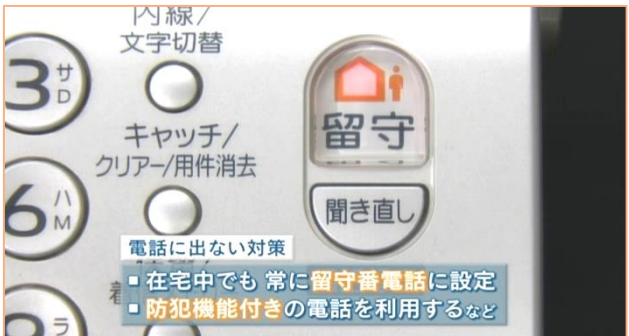 内線/
文字切替
3 サ
D
キャッチ/
クリアー/用件消去
6 ハ
M
留守
聞き直し
電話に出ない対策
▪在宅中でも 常に留守番電話に設定
▪防犯機能付きの電話を利用するなど
ラ